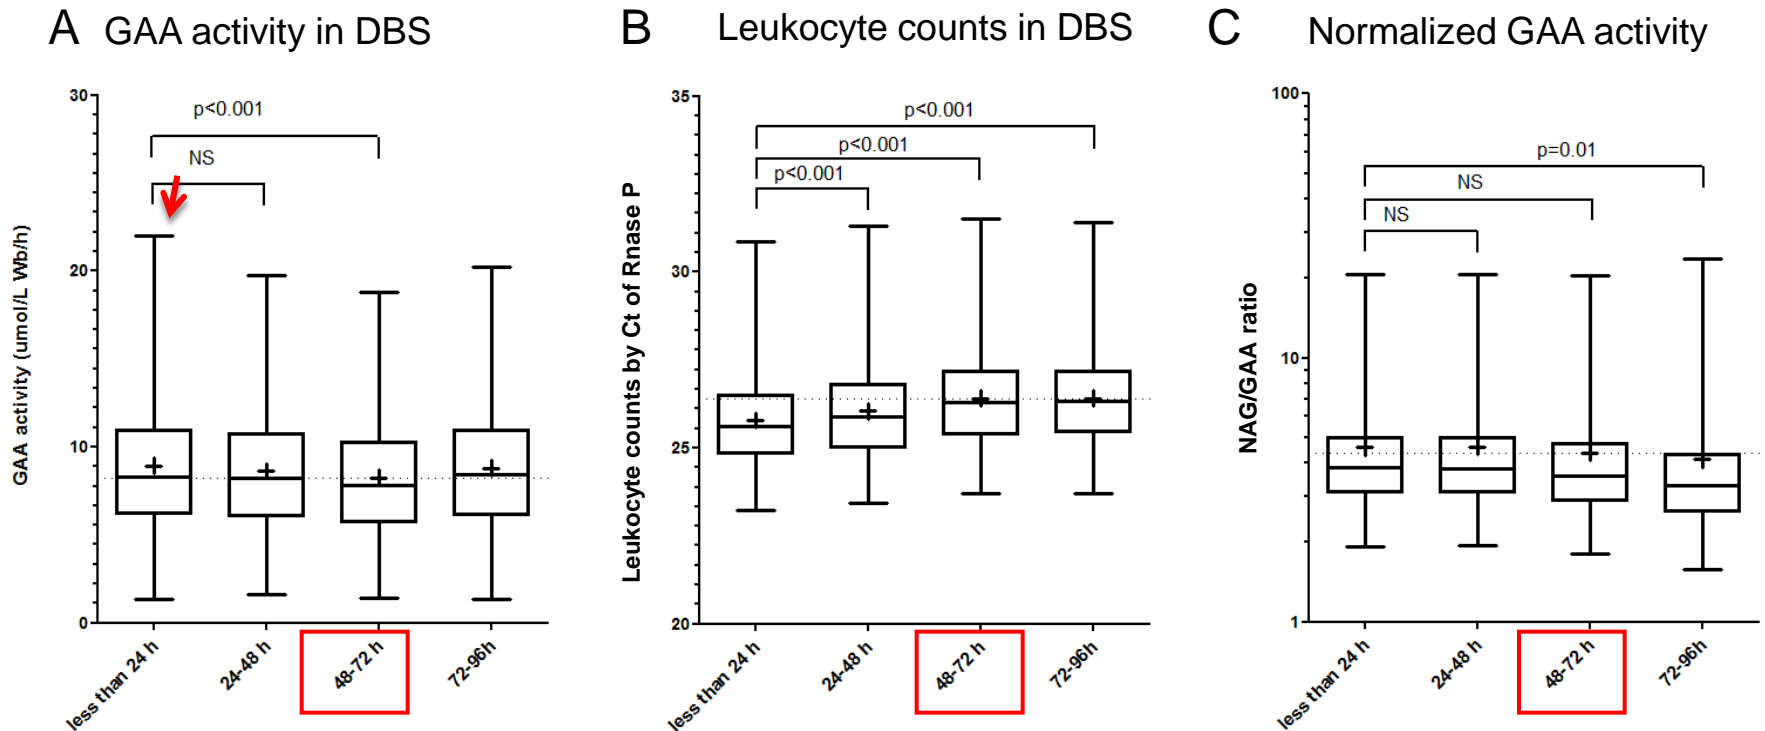 A GAA activity in DBS
GAA activity (umol/L Wb/h)
30
20
10
0
p<0.001
NS
less than 24 h
24-48 h
48-72 h
72-96h
B Leukocyte counts in DBS
Leukocyte counts by Ct of Rnase P
35
30
25
20
p<0.001
p<0.001
p<0.001
less than 24 h
24-48 h
48-72 h
72-96h
C Normalized GAA activity
NAG/GAA ratio
100
10
1
p=0.01
NS
NS
less than 24 h
24-48 h
48-72 h
72-96h